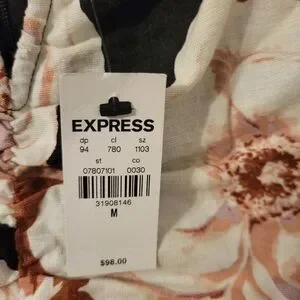 EXPRESS
dp cl sz
94 780 1103
st co
07807101 0030
31908146
M
$98.00